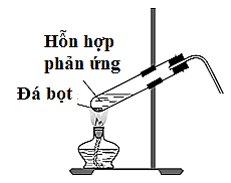 Hỗn hợp
phản ứng
Đá bọt